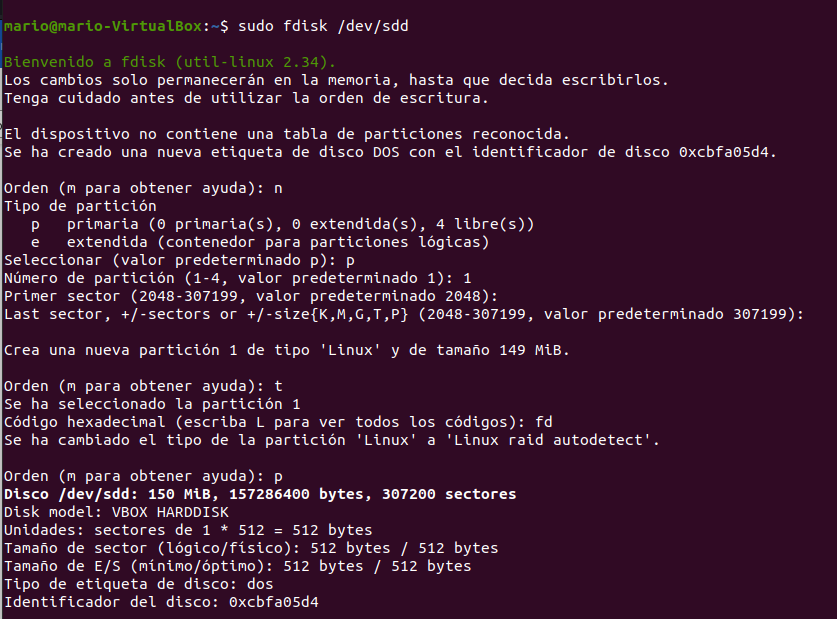 mario@mario-VirtualBox:~$ sudo fdisk /dev/sdd
Bienvenido a fdisk (util-linux 2.34).
Los cambios solo permanecerán en la memoria, hasta que decida escribirlos.
Tenga cuidado antes de utilizar la orden de escritura.
El dispositivo no contiene una tabla de particiones reconocida.
Se ha creado una nueva etiqueta de disco DOS con el identificador de disco 0xcbfa05d4.
Orden (m para obtener ayuda): n
Tipo de partición
p   primaria (0 primaria(s), 0 extendida(s), 4 libre(s))
e   extendida (contenedor para particiones lógicas)
Seleccionar (valor predeterminado p): p
Número de partición (1-4, valor predeterminado 1): 1
Primer sector (2048-307199, valor predeterminado 2048):
Last sector, +/-sectors or +/-size{K,M,G,T,P} (2048-307199, valor predeterminado 307199):
Crea una nueva partición 1 de tipo 'Linux' y de tamaño 149 MiB.
Orden (m para obtener ayuda): t
Se ha seleccionado la partición 1
Código hexadecimal (escriba L para ver todos los códigos): fd
Se ha cambiado el tipo de la partición 'Linux' a 'Linux raid autodetect'.
Orden (m para obtener ayuda): p
Disco /dev/sdd: 150 MiB, 157286400 bytes, 307200 sectores
Disk model: VBOX HARDDISK
Unidades: sectores de 1 * 512 = 512 bytes
Tamaño de sector (lógico/físico): 512 bytes / 512 bytes
Tamaño de E/S (mínimo/óptimo): 512 bytes / 512 bytes
Tipo de etiqueta de disco: dos
Identificador del disco: 0xcbfa05d4